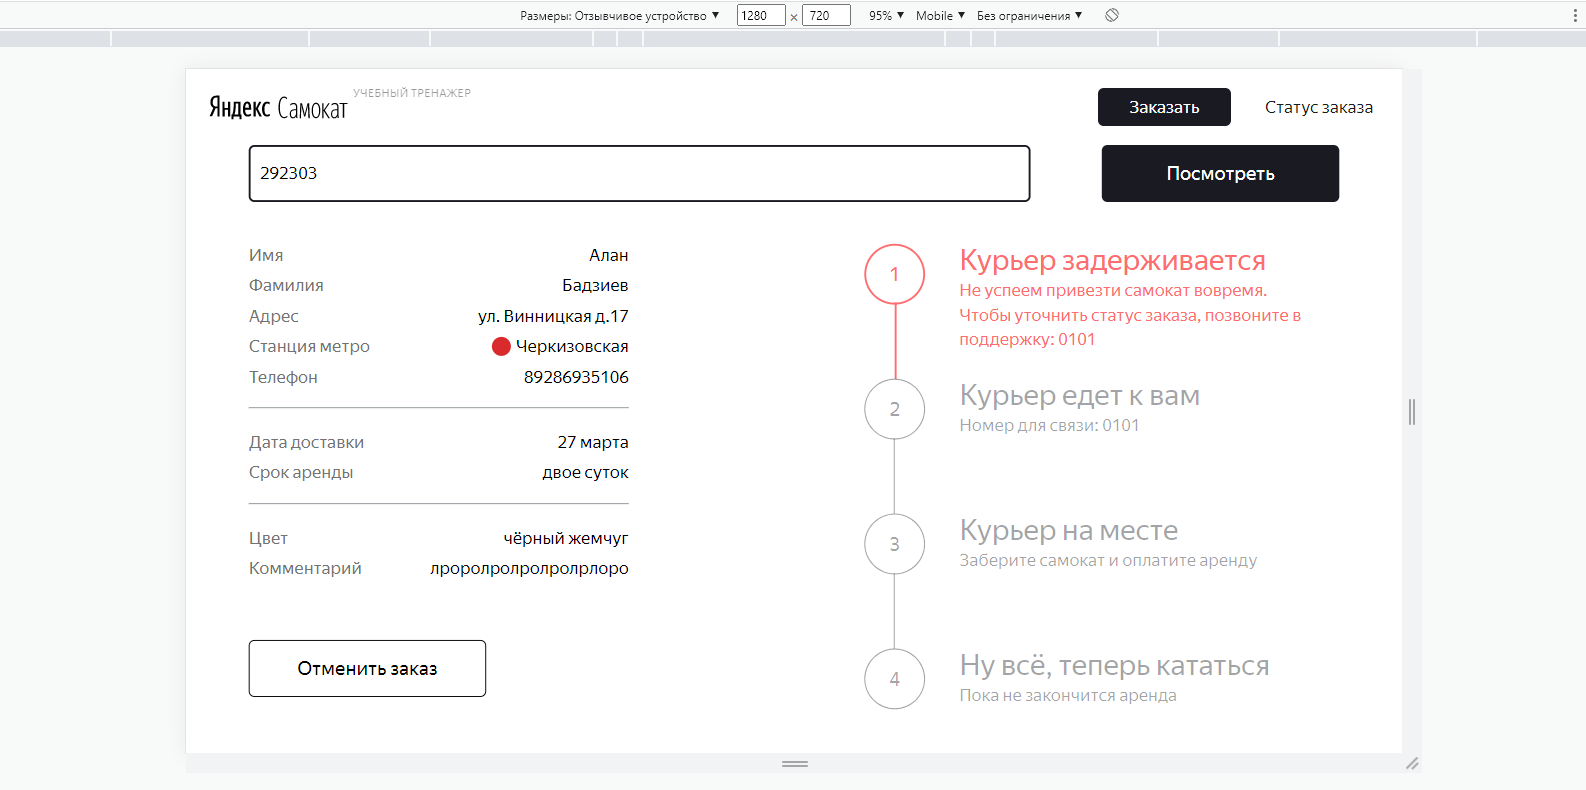 Размеры: Отзывчивое устройство ▼ 1280 × 720 95% ▼ Mobile ▼ Без ограничения ▼
Яндекс Самокат УЧЕБНЫЙ ТРЕНАЖЕР
Заказать Статус заказа
292303
Посмотреть
Имя Алан
Фамилия Бадзиев
Адрес ул. Винницкая д.17
Станция метро Черкизовская
Телефон 89286935106
Дата доставки 27 марта
Срок аренды двое суток
Цвет чёрный жемчуг
Комментарий лроролролролролрлоро
Отменить заказ
1 Курьер задерживается
Не успеем привезти самокат вовремя.
Чтобы уточнить статус заказа, позвоните в
поддержку: 0101
2 Курьер едет к вам
Номер для связи: 0101
3 Курьер на месте
Заберите самокат и оплатите аренду
4 Ну всё, теперь кататься
Пока не закончится аренда